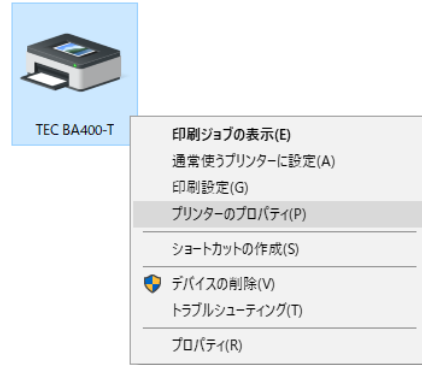 TEC BA400-T
印刷ジョブの表示(E)
通常使うプリンターに設定(A)
印刷設定(G)
プリンターのプロパティ(P)
ショートカットの作成(S)
デバイスの削除(V)
トラブルシューティング(T)
プロパティ(R)